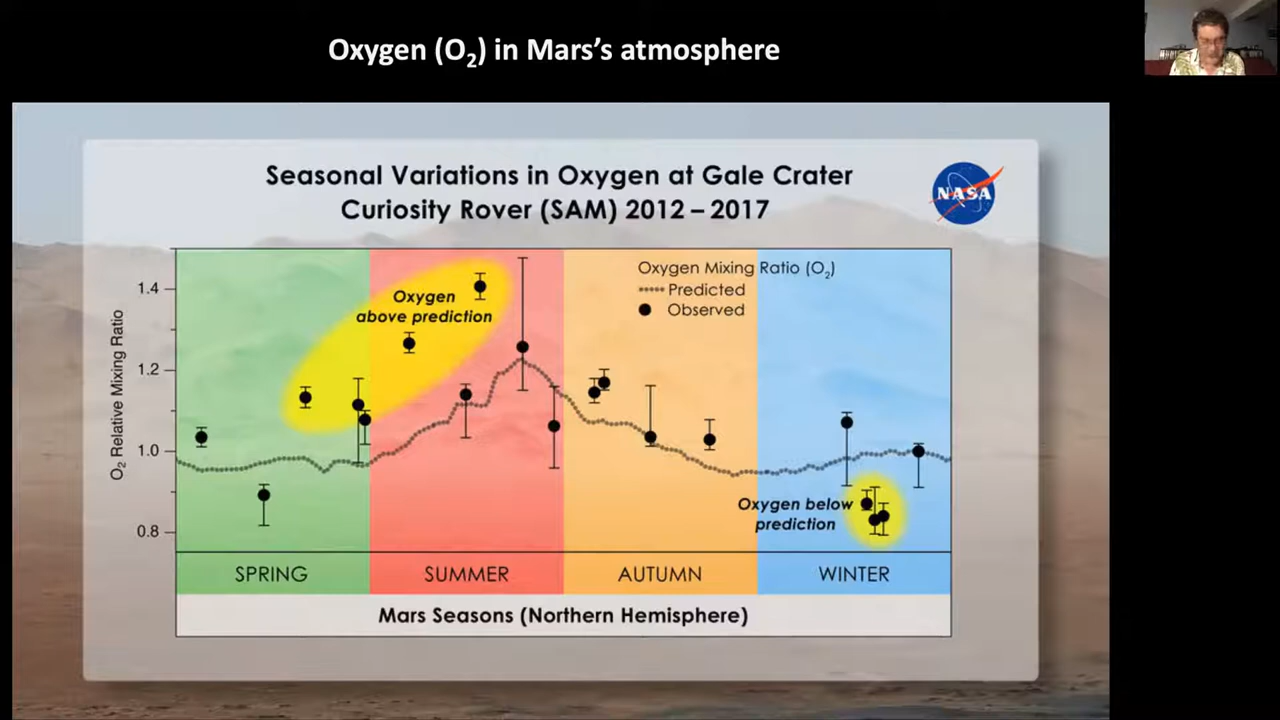 Oxygen (O₂) in Mars's atmosphere
Seasonal Variations in Oxygen at Gale Crater
Curiosity Rover (SAM) 2012 – 2017
NASA
O₂ Relative Mixing Ratio
1.4
1.2
1.0
0.8
Oxygen
above prediction
Oxygen Mixing Ratio (O₂)
Predicted
Observed
Oxygen below
prediction
SPRING
SUMMER
AUTUMN
WINTER
Mars Seasons (Northern Hemisphere)